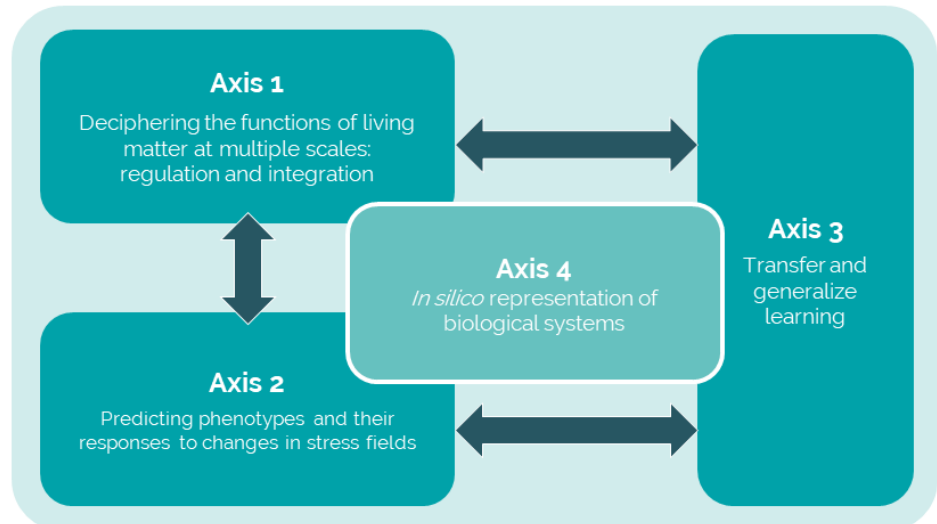 Axis 1
Deciphering the functions of living
matter at multiple scales:
regulation and integration
Axis 2
Predicting phenotypes and their
responses to changes in stress fields
Axis 4
In silico representation of
biological systems
Axis 3
Transfer and
generalize
learning